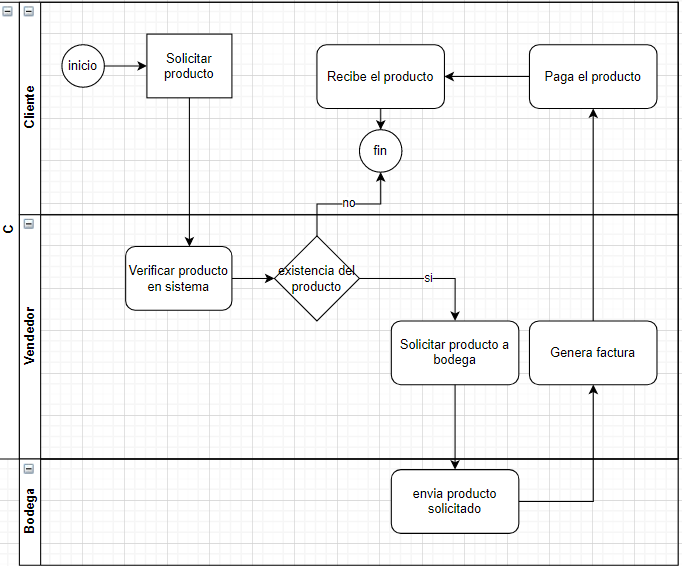 C
Cliente
inicio
Solicitar
producto
Recibe el producto
Paga el producto
fin
no
Vendedor
Verificar producto
en sistema
existencia del
producto
si
Solicitar producto a
bodega
Genera factura
Bodega
envia producto
solicitado